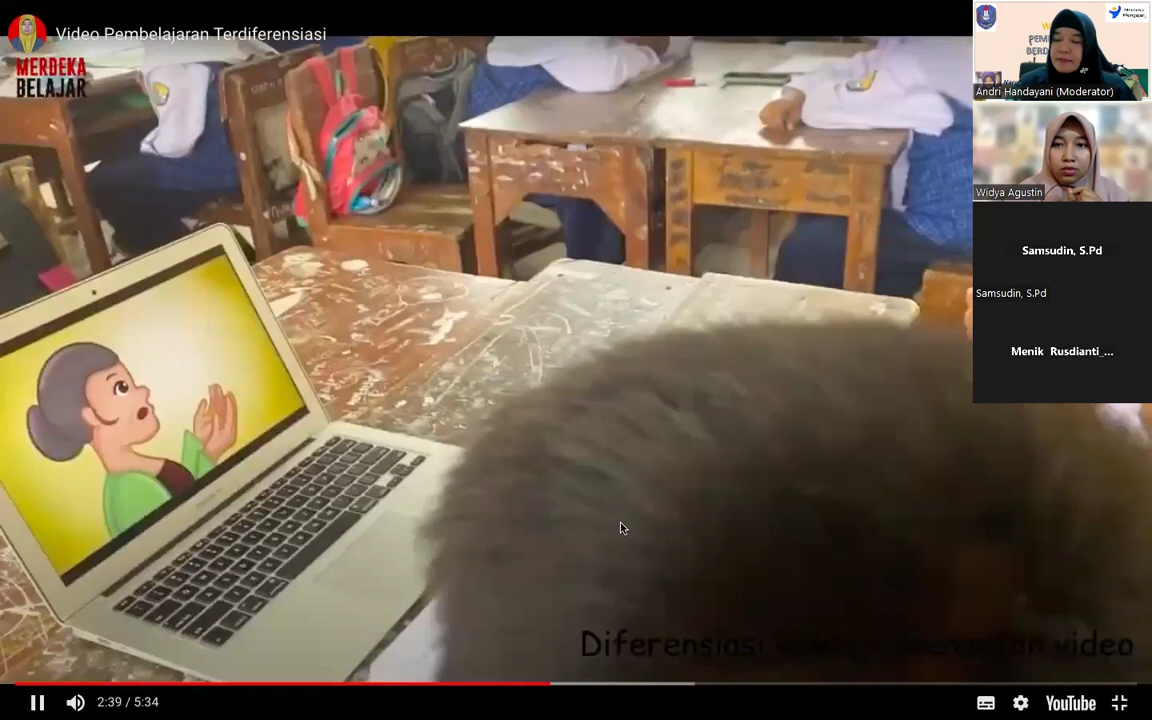 Video Pembelajaran Terdiferensiasi
MERDEKA
BELAJAR
Andri Handayani (Moderator)
Widya Agustin
Samsudin, S.Pd
Samsudin, S.Pd
Menik Rusdianti_...
Diferensiasi video
2:39 / 5:34
YouTube